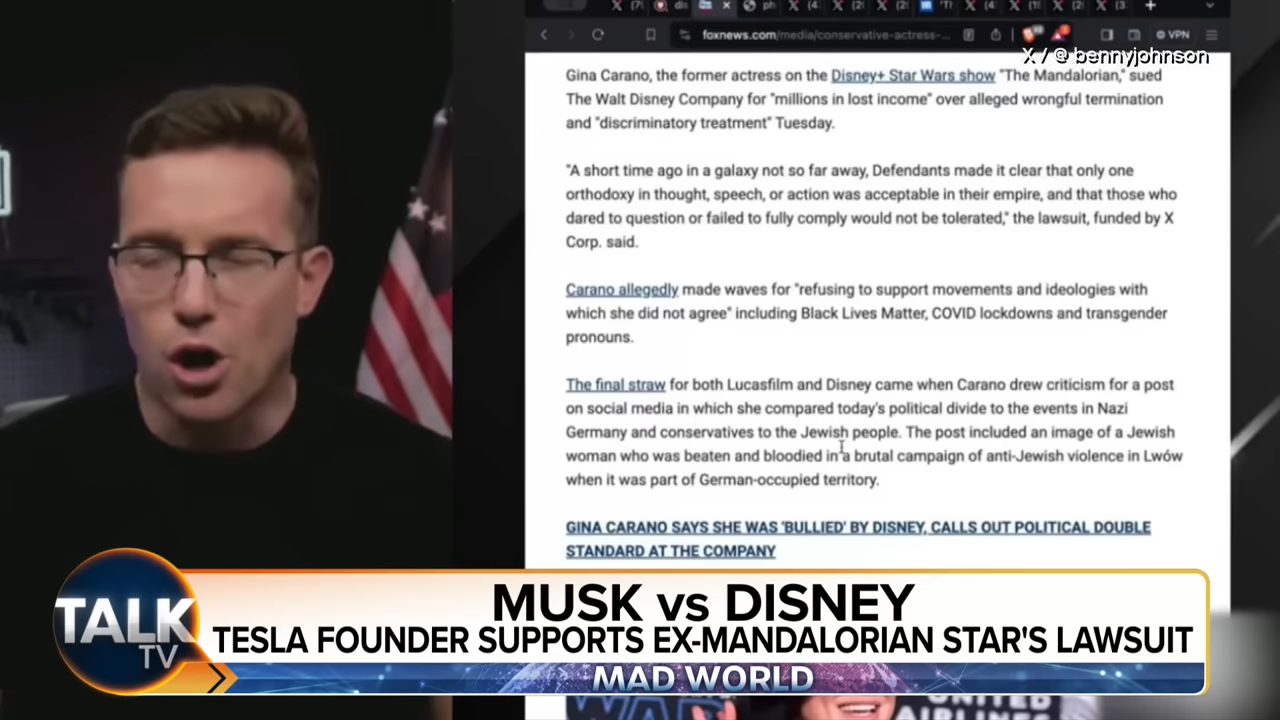 foxnews.com/media/conservative-actress-...
VPN
X / @bennyjohnson
Gina Carano, the former actress on the Disney+ Star Wars show "The Mandalorian," sued
The Walt Disney Company for "millions in lost income" over alleged wrongful termination
and "discriminatory treatment" Tuesday.
"A short time ago in a galaxy not so far away, Defendants made it clear that only one
orthodoxy in thought, speech, or action was acceptable in their empire, and that those who
dared to question or failed to fully comply would not be tolerated," the lawsuit, funded by X
Corp. said.
Carano allegedly made waves for "refusing to support movements and ideologies with
which she did not agree" including Black Lives Matter, COVID lockdowns and transgender
pronouns.
The final straw for both Lucasfilm and Disney came when Carano drew criticism for a post
on social media in which she compared today's political divide to the events in Nazi
Germany and conservatives to the Jewish people. The post included an image of a Jewish
woman who was beaten and bloodied in a brutal campaign of anti-Jewish violence in Lwów
when it was part of German-occupied territory.
GINA CARANO SAYS SHE WAS 'BULLIED' BY DISNEY, CALLS OUT POLITICAL DOUBLE
STANDARD AT THE COMPANY
MUSK vs DISNEY
TESLA FOUNDER SUPPORTS EX-MANDALORIAN STAR'S LAWSUIT
TALK
TV
MAD WORLD
WAR
UNITED
AIRLINES